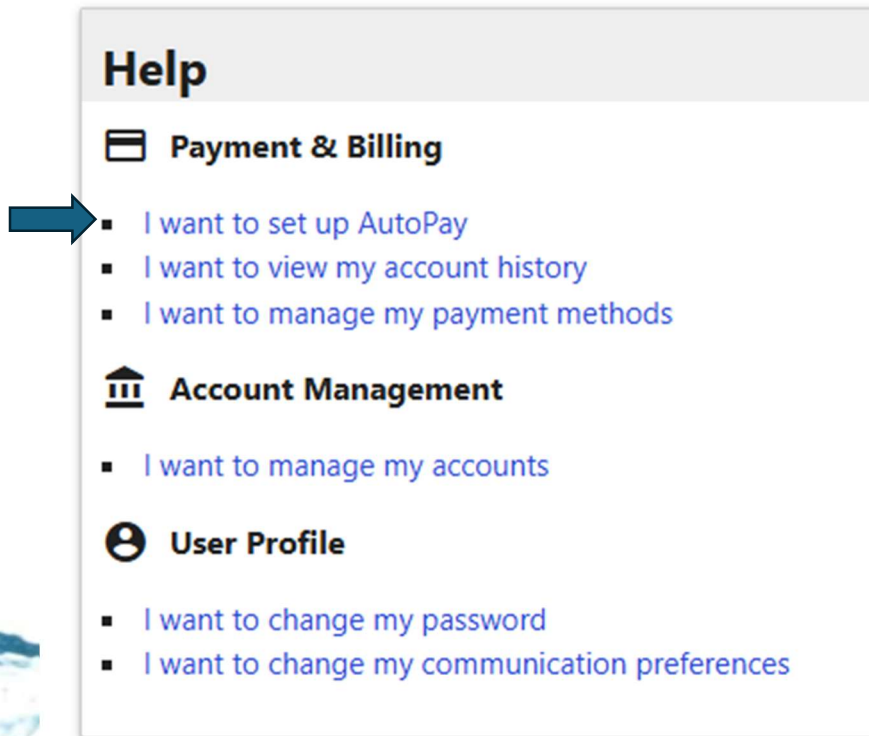 Help
Payment & Billing
I want to set up AutoPay
I want to view my account history
I want to manage my payment methods
Account Management
I want to manage my accounts
User Profile
I want to change my password
I want to change my communication preferences